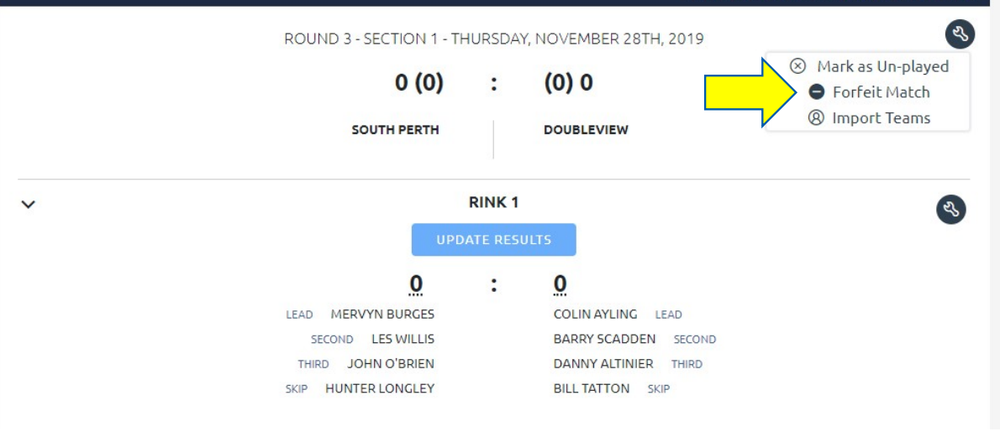 ROUND 3 - SECTION 1 - THURSDAY, NOVEMBER 28TH, 2019
Mark as Un-played
Forfeit Match
Import Teams
0 (0) : (0) 0
SOUTH PERTH DOUBLEVIEW
RINK 1
UPDATE RESULTS
0 : 0
LEAD MERVYN BURGES COLIN AYLING LEAD
SECOND LES WILLIS BARRY SCADDEN SECOND
THIRD JOHN O'BRIEN DANNY ALTINIER THIRD
SKIP HUNTER LONGLEY BILL TATTON SKIP